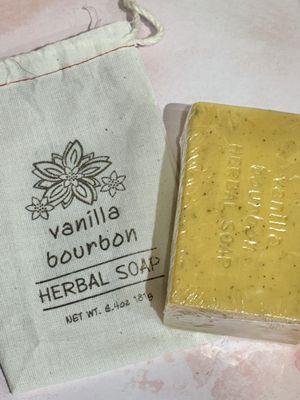 vanilla
bourbon
HERBAL SOAP
NET WT. 6.4oz 181g
vanilla
bourbon
HERBAL SOAP